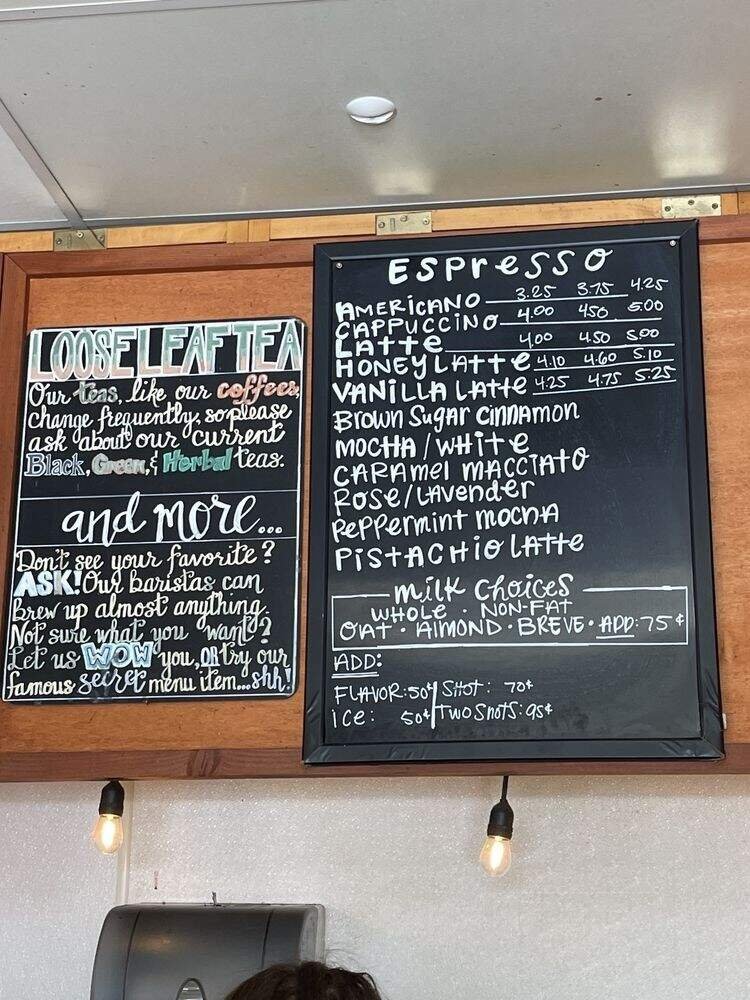 LOOSE LEAF TEA
Our teas, like our coffees,
change frequently, so please
ask about our current
Black, Green, & Herbal teas.
and more...
Don't see your favorite?
ASK! Our baristas can
brew up almost anything.
Not sure what you want?
Let us WOW you, OR try our
famous secret menu item...shh!
Espresso
AMERICANO 3.25 3.75 4.25
CAPPUCCINO 4.00 450 5.00
LATTE 4.00 4.50 5.00
HONEY LATTE 4.10 4.60 5.10
VANILLA LATTE 4.25 4.75 5.25
Brown Sugar Cinnamon
MOCHA / WHITE
CARAMEL MACCIATO
ROSE/LAVENDER
Peppermint MOCHA
PISTACHIO LATTE
Milk Choices
WHOLE · NON-FAT
OAT · ALMOND · BREVE · ADD: 75¢
ADD:
FLAVOR: 50¢ SHOT: 70¢
ICE: 50¢ TWO SHOTS: 95¢